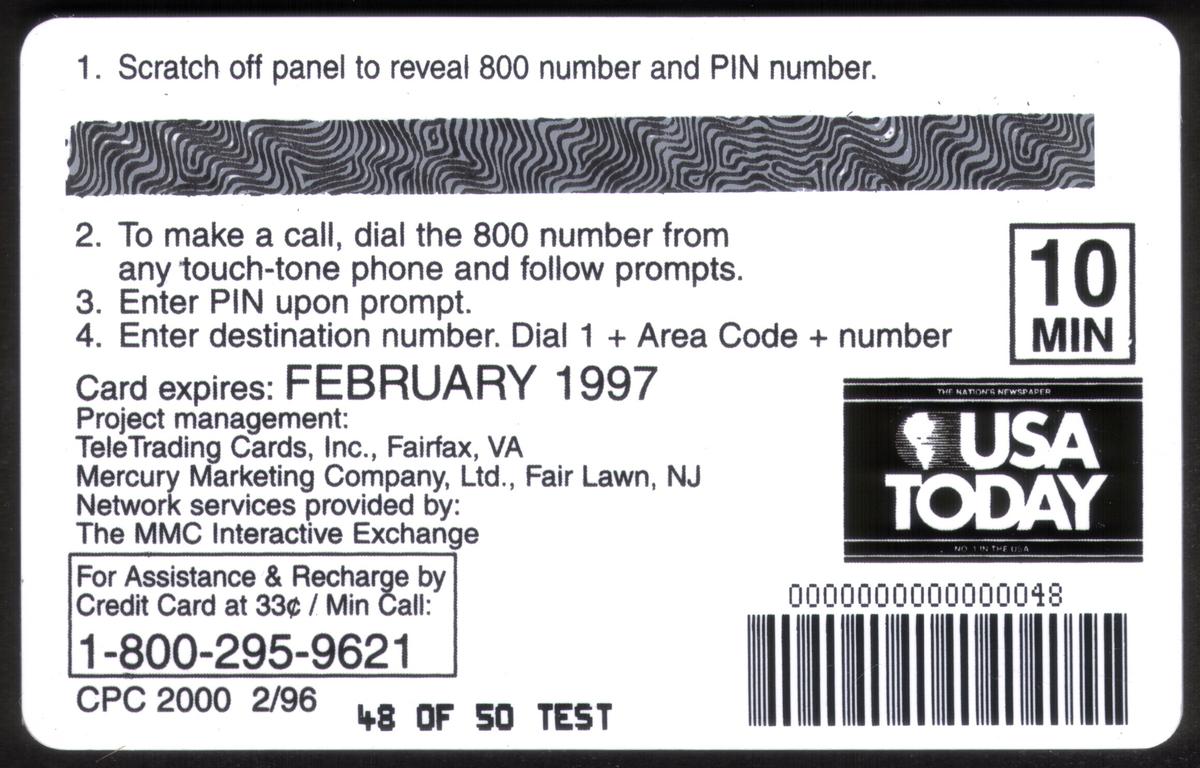 1. Scratch off panel to reveal 800 number and PIN number.
2. To make a call, dial the 800 number from
any touch-tone phone and follow prompts.
3. Enter PIN upon prompt.
4. Enter destination number. Dial 1 + Area Code + number
10
MIN
Card expires: FEBRUARY 1997
Project management:
TeleTrading Cards, Inc., Fairfax, VA
Mercury Marketing Company, Ltd., Fair Lawn, NJ
Network services provided by:
The MMC Interactive Exchange
THE NATION'S NEWSPAPER
USA
TODAY
NO. 1 IN THE USA
For Assistance & Recharge by
Credit Card at 33¢ / Min Call:
1-800-295-9621
0000000000000048
CPC 2000 2/96
48 OF 50 TEST